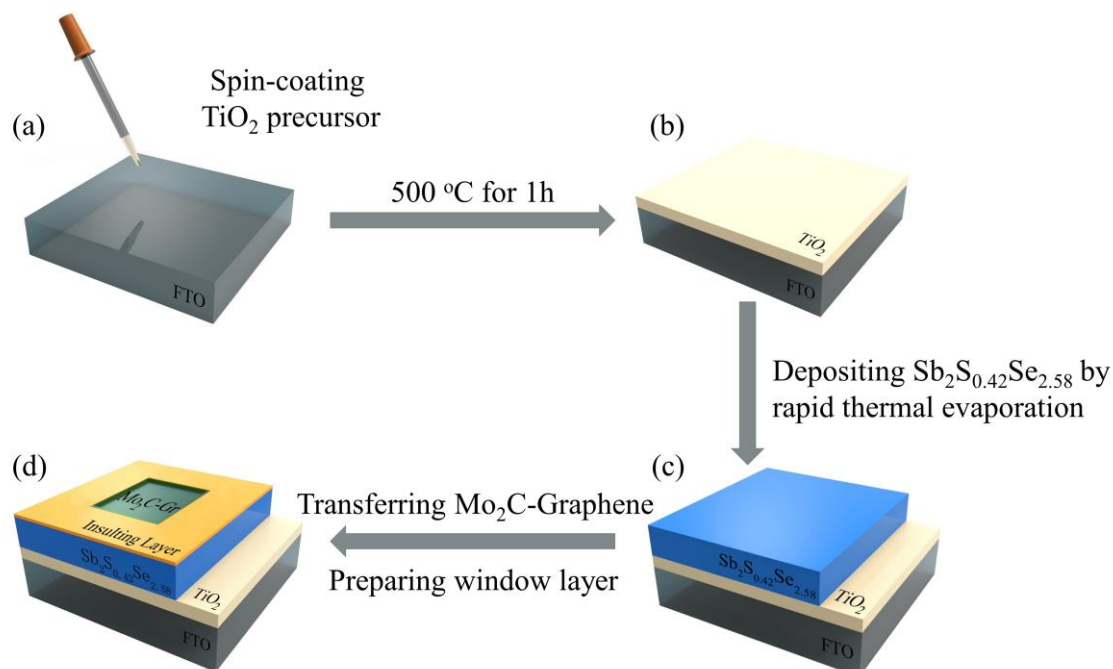 Spin-coating
TiO₂ precursor
(a)
FTO
500 °C for 1h
(b)
TiO₂
FTO
Depositing Sb₂S₀.₄₂Se₂.₅₈ by
rapid thermal evaporation
(c)
Sb₂S₀.₄₂Se₂.₅₈
TiO₂
FTO
Transferring Mo₂C-Graphene
Preparing window layer
(d)
Mo₂C-Gr
Insulting Layer
Sb₂S₀.₄₂Se₂.₅₈
TiO₂
FTO